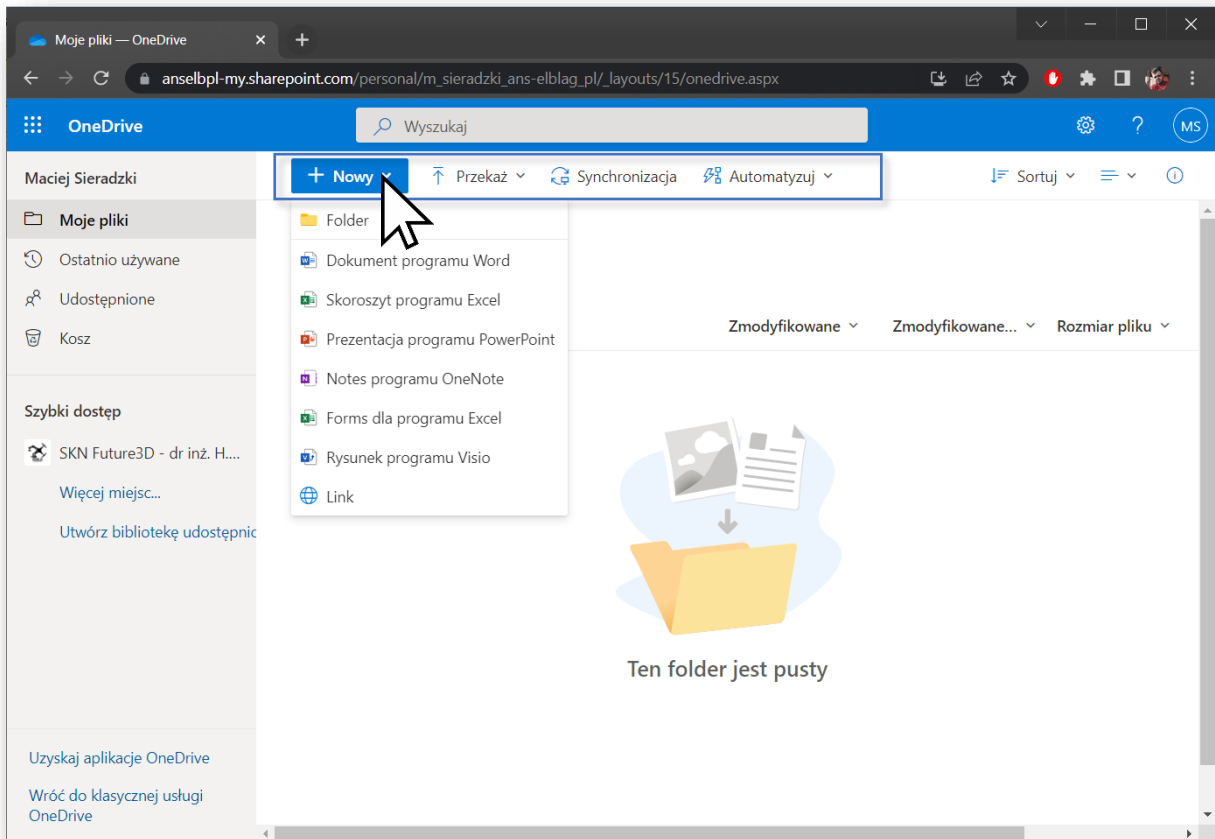 Moje pliki — OneDrive
anselbpl-my.sharepoint.com/personal/m_sieradzki_ans-elblag_pl/_layouts/15/onedrive.aspx
OneDrive
Wyszukaj
MS
Maciej Sieradzki
Nowy
Przekaż
Synchronizacja
Automatyzuj
Sortuj
Moje pliki
Ostatnio używane
Udostępnione
Kosz
Szybki dostęp
SKN Future3D - dr inż. H....
Więcej miejsc...
Utwórz bibliotekę udostępnic
Uzyskaj aplikacje OneDrive
Wróć do klasycznej usługi
OneDrive
Folder
Dokument programu Word
Skoroszyt programu Excel
Prezentacja programu PowerPoint
Notes programu OneNote
Forms dla programu Excel
Rysunek programu Visio
Link
Zmodyfikowane
Zmodyfikowane...
Rozmiar pliku
Ten folder jest pusty